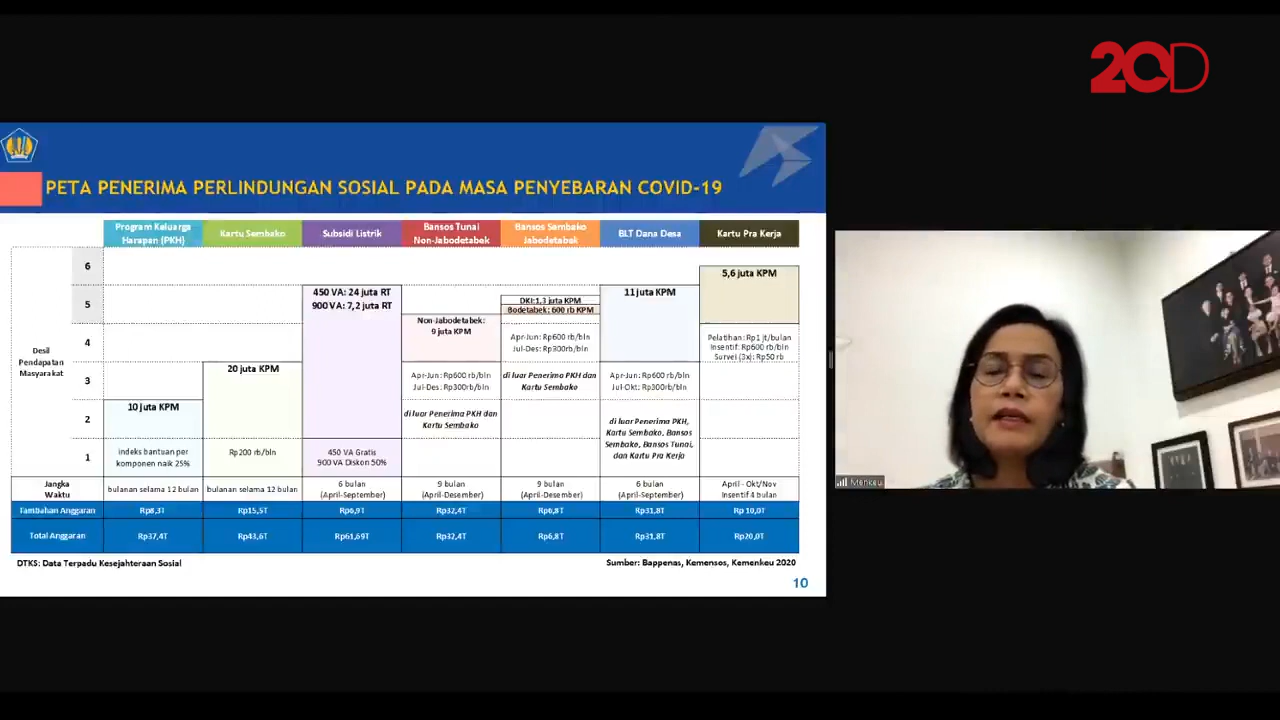 20D
PETA PENERIMA PERLINDUNGAN SOSIAL PADA MASA PENYEBARAN COVID-19
Program Keluarga
Harapan (PKH)
Kartu Sembako
Subsidi Listrik
Bansos Tunai
Non-Jabodetabek
Bansos Sembako
Jabodetabek
BLT Dana Desa
Kartu Pra Kerja
Desil
Pendapatan
Masyarakat
6
5
4
3
2
1
10 juta KPM
indeks bantuan per
komponen naik 25%
20 juta KPM
Rp200 rb/bln
450 VA: 24 juta RT
900 VA: 7,2 juta RT
450 VA Gratis
900 VA Diskon 50%
Non-Jabodetabek:
9 juta KPM
Apr-Jun: Rp600 rb/bln
Jul-Des: Rp300rb/bln
di luar Penerima PKH dan
Kartu Sembako
DKI:1,3 juta KPM
Bodetabek: 600 rb KPM
Apr-Jun: Rp600 rb/bln
Jul-Des: Rp300rb/bln
di luar Penerima PKH dan
Kartu Sembako
11 juta KPM
Apr-Jun: Rp600 rb/bln
Jul-Okt: Rp300rb/bln
di luar Penerima PKH,
Kartu Sembako, Bansos
Sembako, Bansos Tunai,
dan Kartu Pra Kerja
5,6 juta KPM
Pelatihan: Rp1 jt/bulan
Insentif: Rp600 rb/bln
Survei (3x): Rp50 rb
Jangka
Waktu
bulanan selama 12 bulan
bulanan selama 12 bulan
6 bulan
(April-September)
9 bulan
(April-Desember)
9 bulan
(April-Desember)
6 bulan
(April-September)
April - Okt/Nov
Insentif 4 bulan
Tambahan Anggaran
Rp8,3T
Rp15,5T
Rp6,9T
Rp32,4T
Rp6,8T
Rp31,8T
Rp 10,0T
Total Anggaran
Rp37,4T
Rp43,6T
Rp61,69T
Rp32,4T
Rp6,8T
Rp31,8T
Rp20,0T
DTKS: Data Terpadu Kesejahteraan Sosial
Sumber: Bappenas, Kemensos, Kemenkeu 2020
10
Menkeu